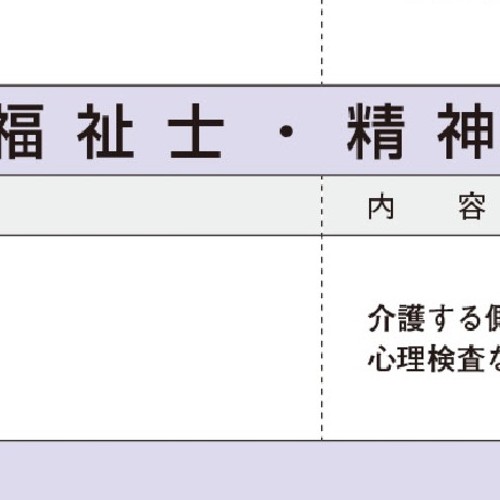 福祉士・精神
内容
介護する側
心理検査な